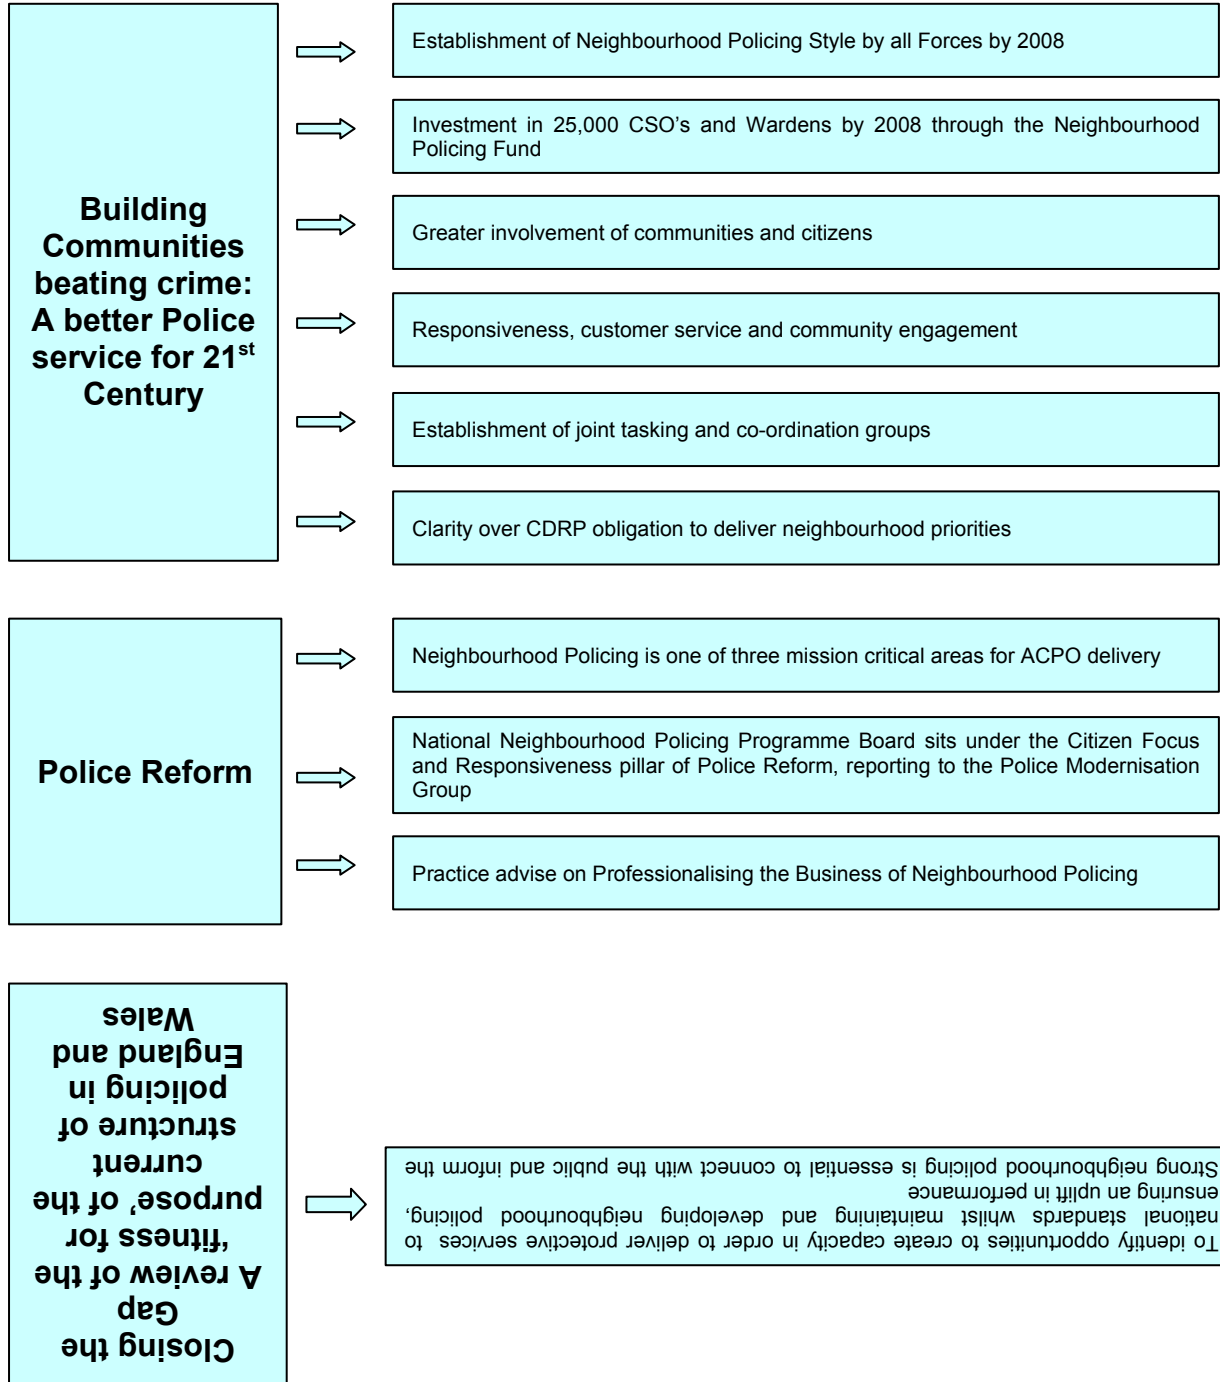 Building
Communities
beating crime:
A better Police
service for 21st
Century
Establishment of Neighbourhood Policing Style by all Forces by 2008
Investment in 25,000 CSO's and Wardens by 2008 through the Neighbourhood
Policing Fund
Greater involvement of communities and citizens
Responsiveness, customer service and community engagement
Establishment of joint tasking and co-ordination groups
Clarity over CDRP obligation to deliver neighbourhood priorities
Police Reform
Neighbourhood Policing is one of three mission critical areas for ACPO delivery
National Neighbourhood Policing Programme Board sits under the Citizen Focus
and Responsiveness pillar of Police Reform, reporting to the Police Modernisation
Group
Practice advise on Professionalising the Business of Neighbourhood Policing
Closing the
Gap
A review of the
'fitness for
purpose' of the
current
structure of
policing in
England and
Wales
To identify opportunities to create capacity in order to deliver protective services to
national standards whilst maintaining and developing neighbourhood policing,
ensuring an uplift in performance
Strong neighbourhood policing is essential to connect with the public and inform the